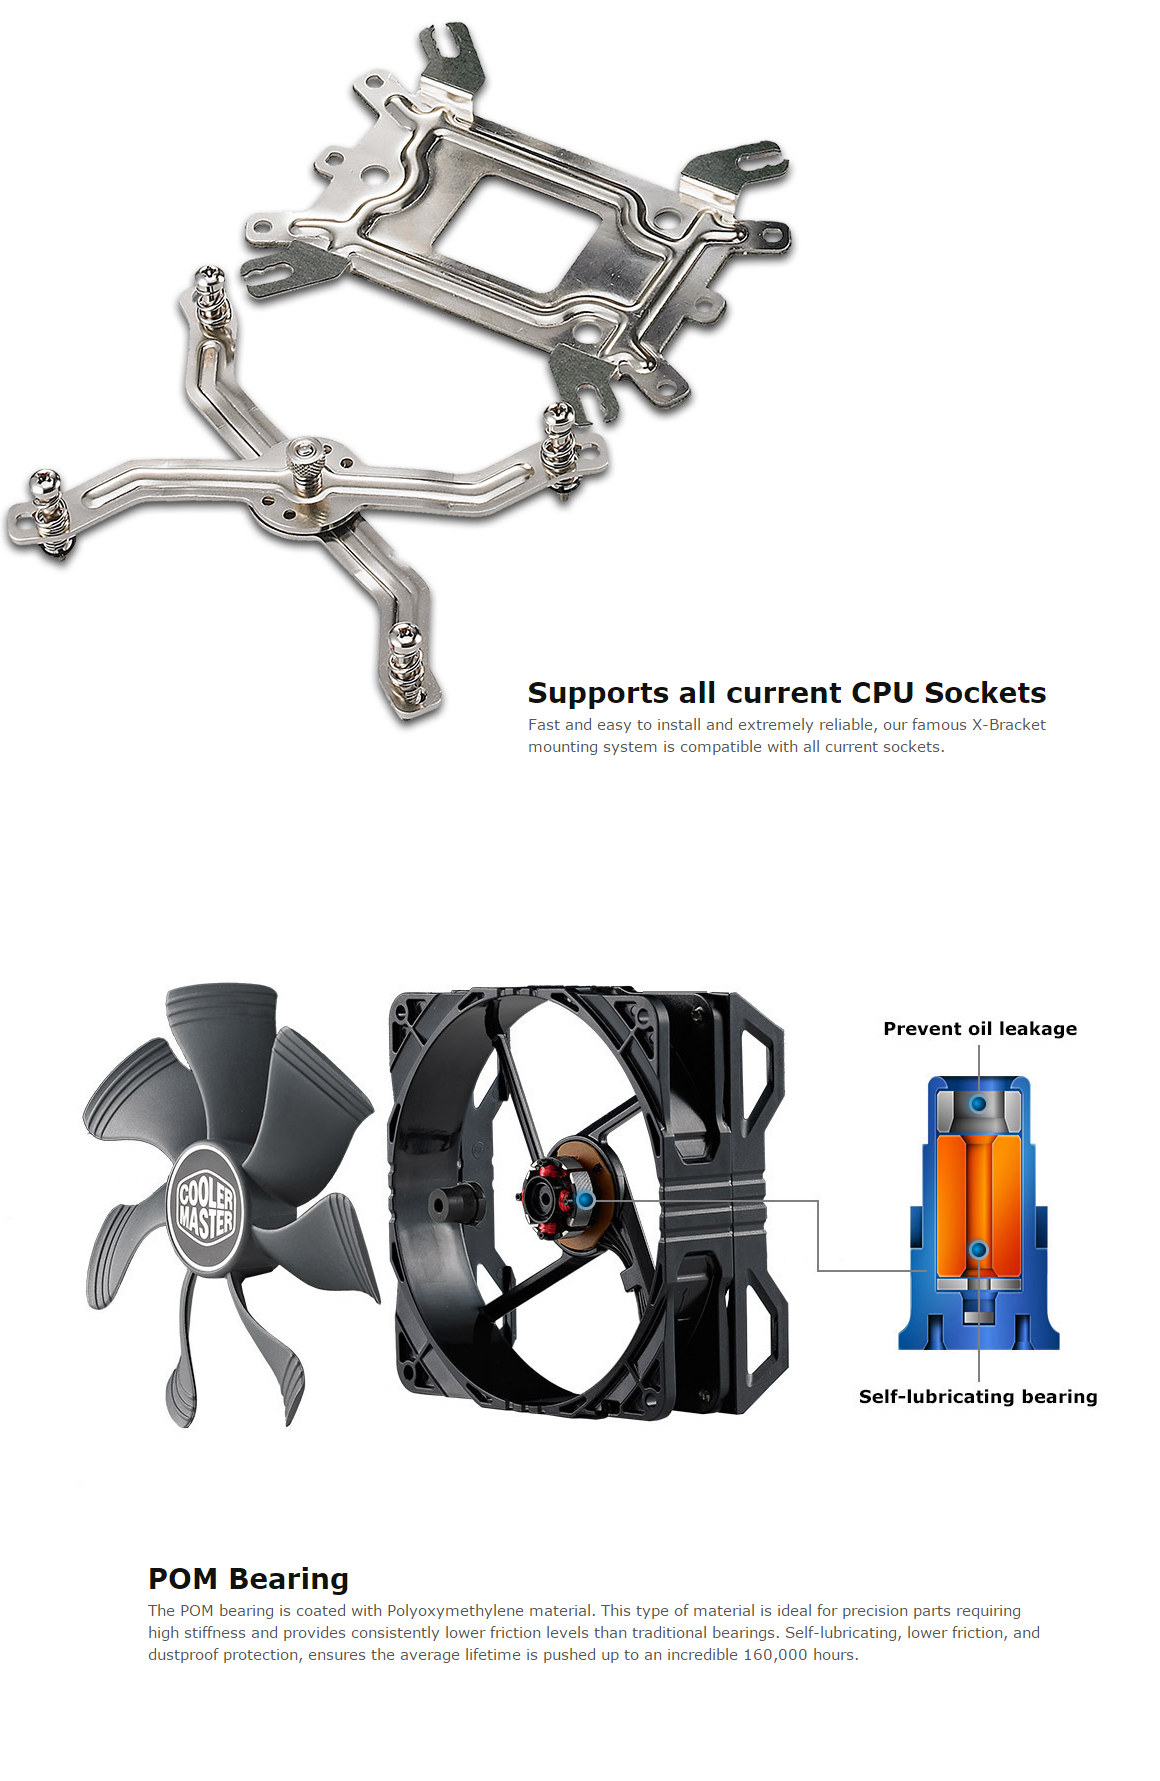 Supports all current CPU Sockets
Fast and easy to install and extremely reliable, our famous X-Bracket
mounting system is compatible with all current sockets.
Prevent oil leakage
COOLER
MASTER
Self-lubricating bearing
POM Bearing
The POM bearing is coated with Polyoxymethylene material. This type of material is ideal for precision parts requiring
high stiffness and provides consistently lower friction levels than traditional bearings. Self-lubricating, lower friction, and
dustproof protection, ensures the average lifetime is pushed up to an incredible 160,000 hours.